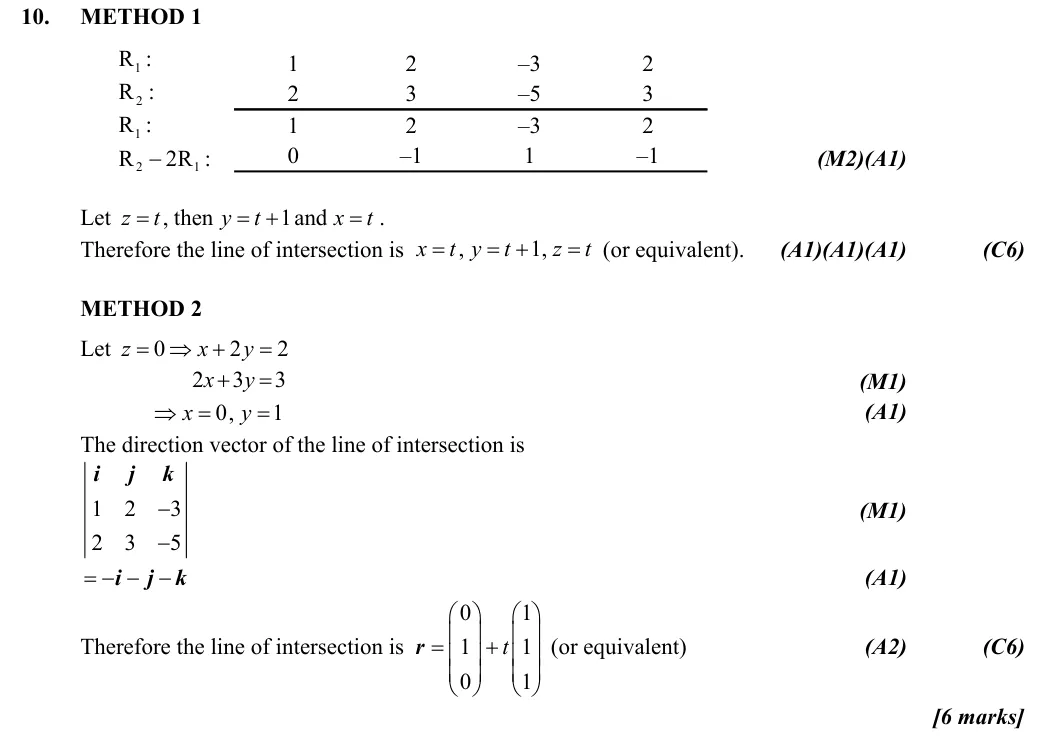 10. METHOD 1
R₁ : 1 2 –3 2
R₂ : 2 3 –5 3
R₁ : 1 2 –3 2
R₂ – 2R₁ : 0 –1 1 –1 (M2)(A1)
Let z = t, then y = t + 1 and x = t .
Therefore the line of intersection is x = t, y = t + 1, z = t (or equivalent). (A1)(A1)(A1) (C6)
METHOD 2
Let z = 0 ⇒ x + 2y = 2
2x + 3y = 3 (M1)
⇒ x = 0, y = 1 (A1)
The direction vector of the line of intersection is
| i j k |
| 1 2 –3 | (M1)
| 2 3 –5 |
= –i – j – k (A1)
Therefore the line of intersection is r = (0 1 0) + t (1 1 1) (or equivalent) (A2) (C6)
[6 marks]